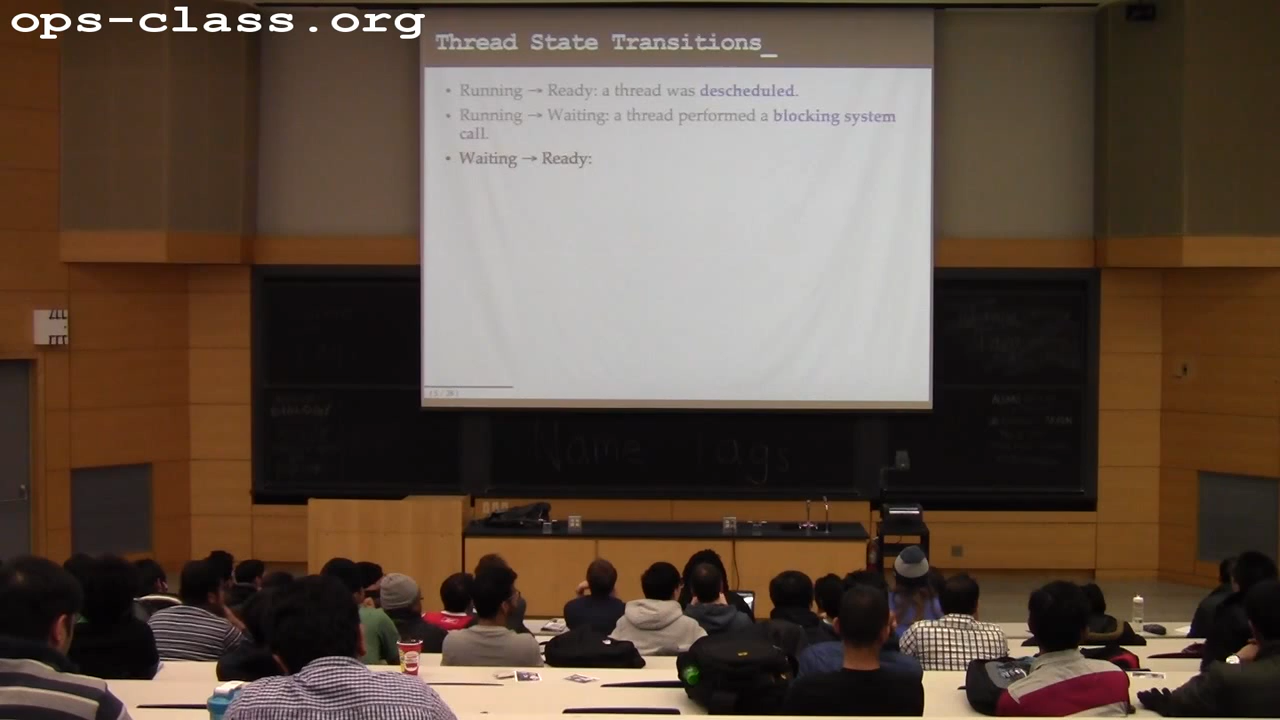 ops-class.org
Thread State Transitions_
• Running → Ready: a thread was descheduled.
• Running → Waiting: a thread performed a blocking system
call.
• Waiting → Ready:
Name Tags